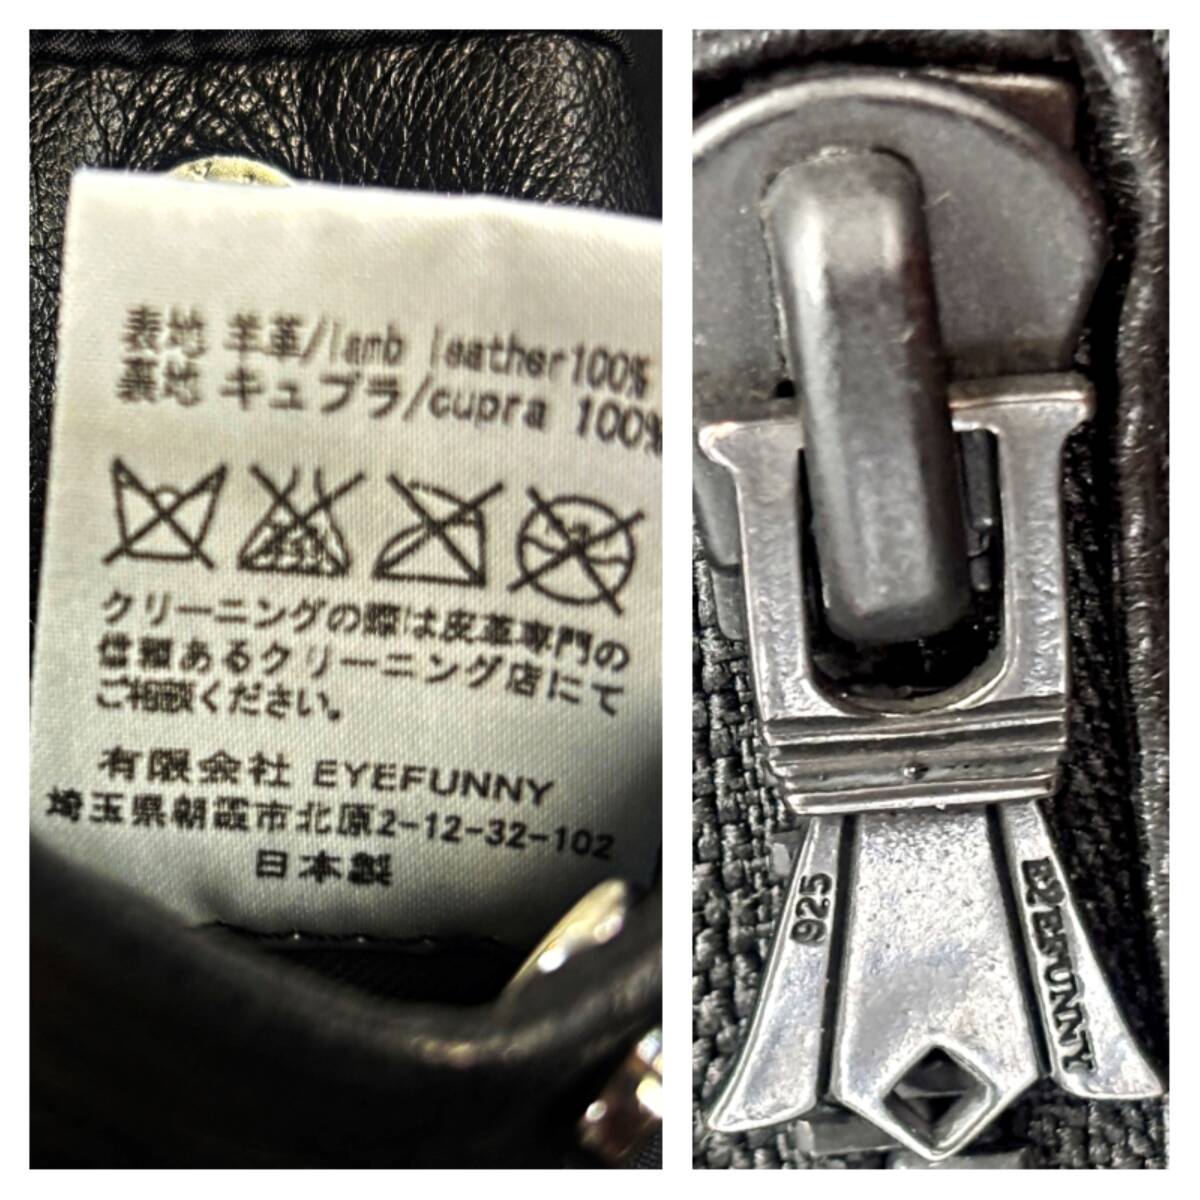 表地 羊革/lamb leather100%
裏地 キュプラ/cupra 100%
クリーニングの際は皮革専門の
信頼あるクリーニング店にて
ご相談ください。
有限会社 EYEFUNNY
埼玉県朝霞市北原2-12-32-102
日本製
925
EYEFUNNY